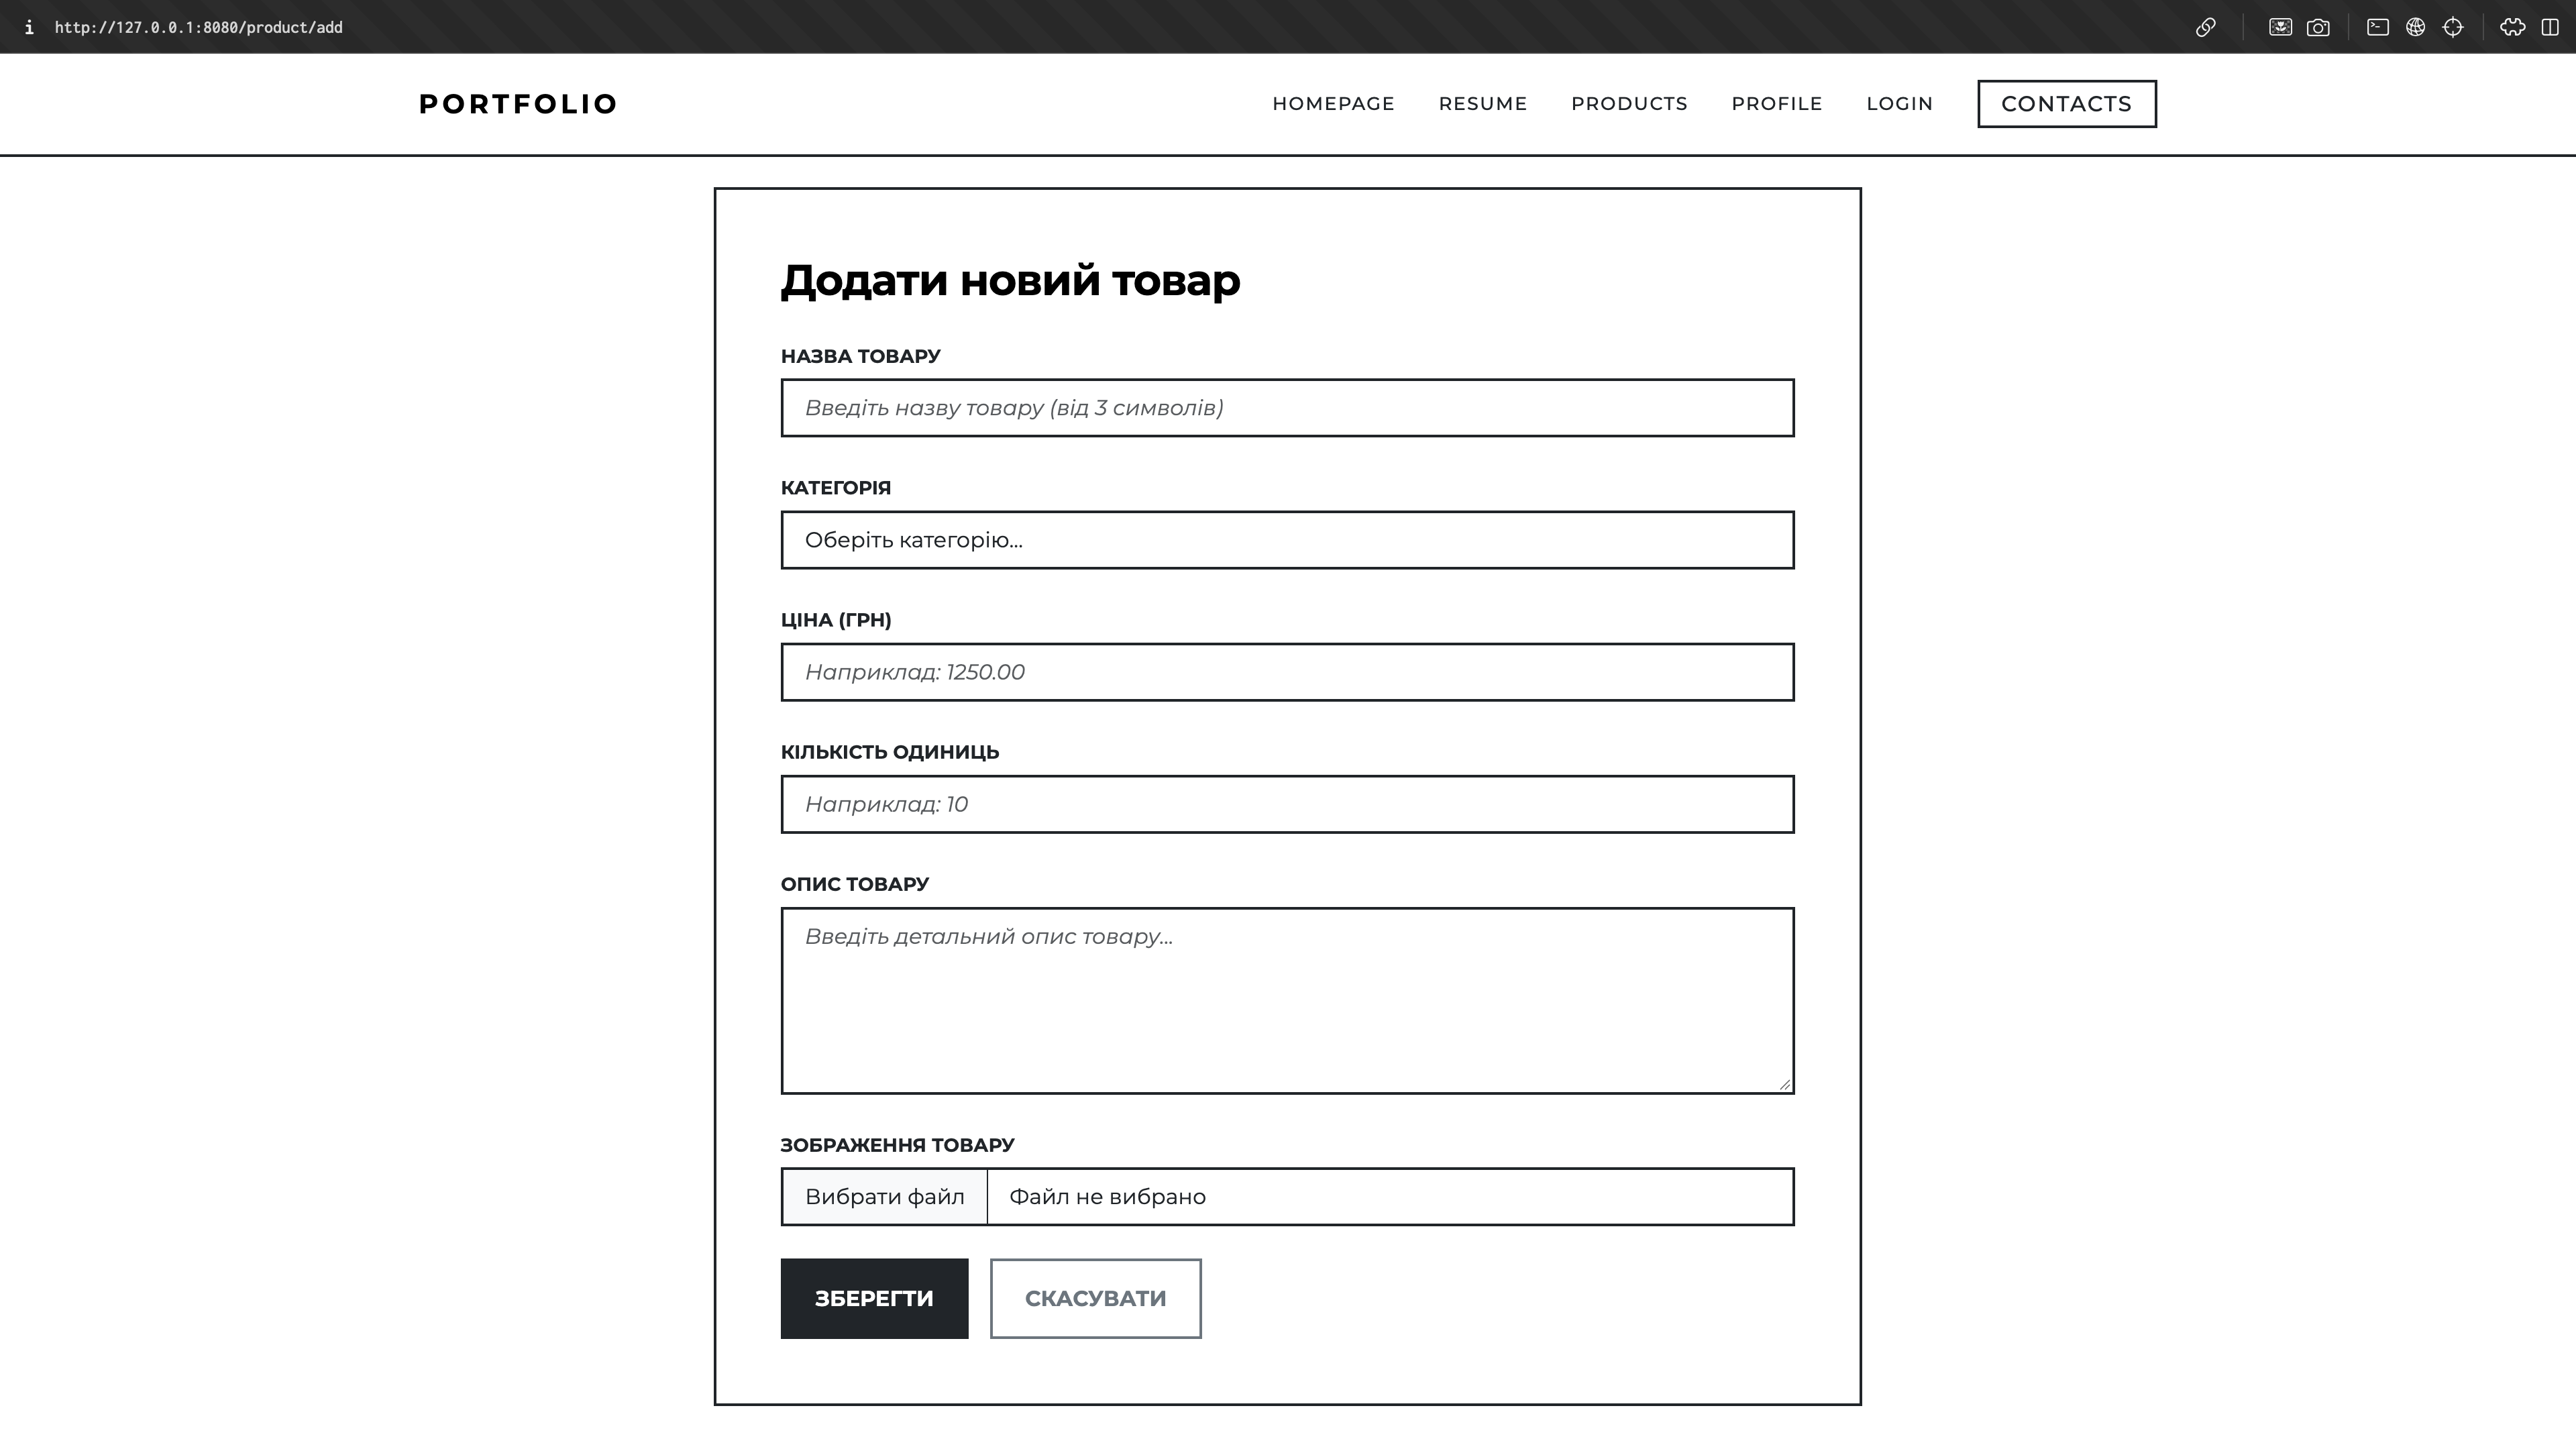 i http://127.0.0.1:8080/product/add
PORTFOLIO HOMEPAGE RESUME PRODUCTS PROFILE LOGIN CONTACTS
Додати новий товар
НАЗВА ТОВАРУ
Введіть назву товару (від 3 символів)
КАТЕГОРІЯ
Оберіть категорію...
ЦІНА (ГРН)
Наприклад: 1250.00
КІЛЬКІСТЬ ОДИНИЦЬ
Наприклад: 10
ОПИС ТОВАРУ
Введіть детальний опис товару...
ЗОБРАЖЕННЯ ТОВАРУ
Вибрати файл Файл не вибрано
ЗБЕРЕГТИ СКАСУВАТИ